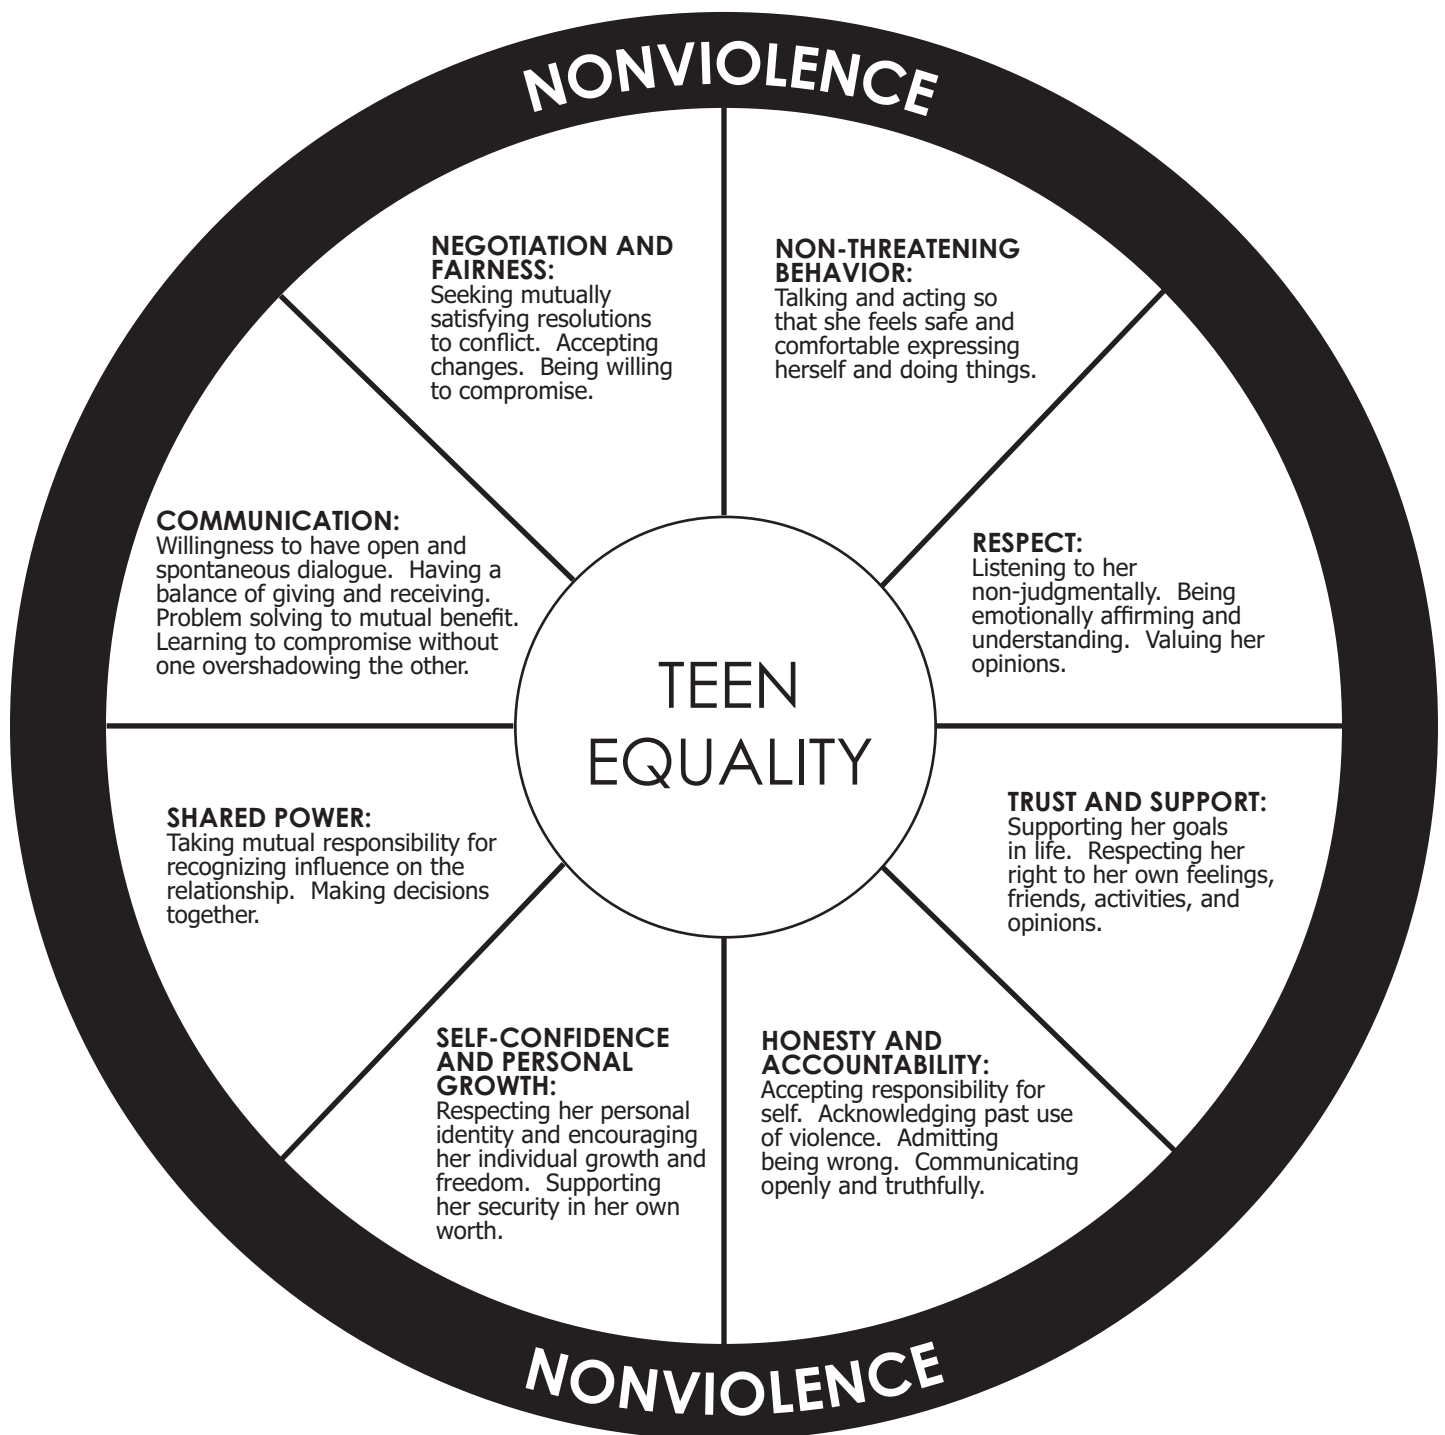 NONVIOLENCE
NEGOTIATION AND
FAIRNESS:
Seeking mutually
satisfying resolutions
to conflict.  Accepting
changes.  Being willing
to compromise.
NON-THREATENING
BEHAVIOR:
Talking and acting so
that she feels safe and
comfortable expressing
herself and doing things.
COMMUNICATION:
Willingness to have open and
spontaneous dialogue.  Having a
balance of giving and receiving.
Problem solving to mutual benefit.
Learning to compromise without
one overshadowing the other.
RESPECT:
Listening to her
non-judgmentally.  Being
emotionally affirming and
understanding.  Valuing her
opinions.
TEEN
EQUALITY
SHARED POWER:
Taking mutual responsibility for
recognizing influence on the
relationship.  Making decisions
together.
TRUST AND SUPPORT:
Supporting her goals
in life.  Respecting her
right to her own feelings,
friends, activities, and
opinions.
SELF-CONFIDENCE
AND PERSONAL
GROWTH:
Respecting her personal
identity and encouraging
her individual growth and
freedom.  Supporting
her security in her own
worth.
HONESTY AND
ACCOUNTABILITY:
Accepting responsibility for
self.  Acknowledging past use
of violence.  Admitting
being wrong.  Communicating
openly and truthfully.
NONVIOLENCE